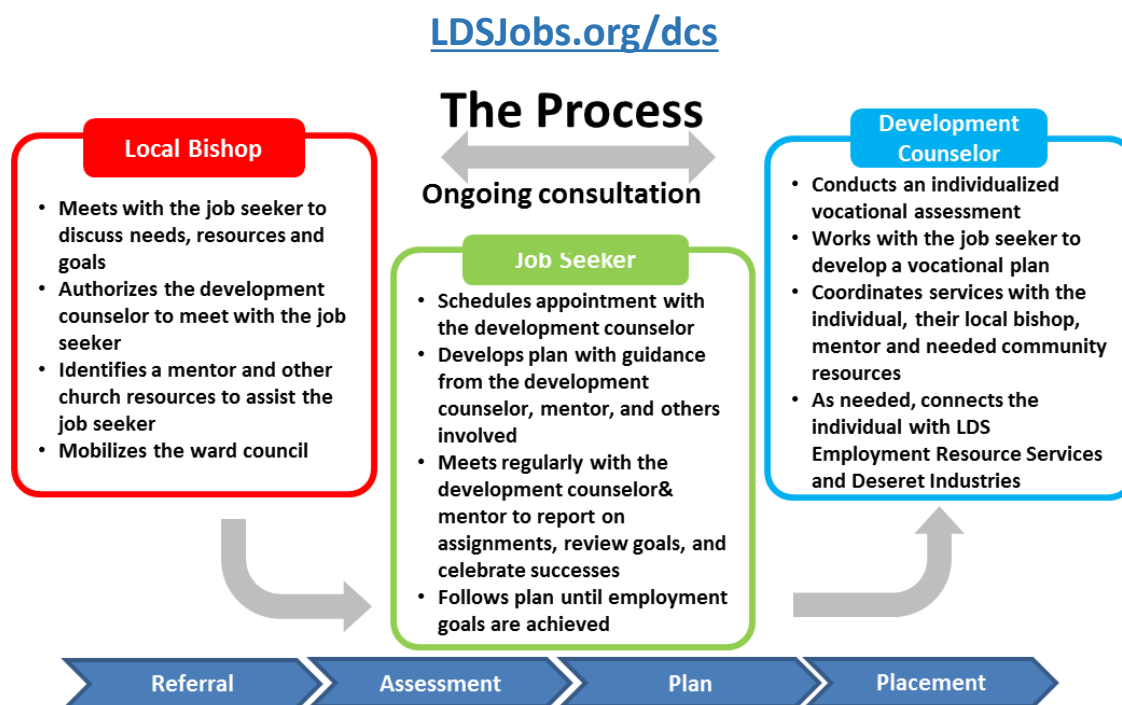 LDSJobs.org/dcs
The Process
Ongoing consultation
Local Bishop
• Meets with the job seeker to
discuss needs, resources and
goals
• Authorizes the development
counselor to meet with the job
seeker
• Identifies a mentor and other
church resources to assist the
job seeker
• Mobilizes the ward council
Job Seeker
• Schedules appointment with
the development counselor
• Develops plan with guidance
from the development
counselor, mentor, and others
involved
• Meets regularly with the
development counselor&
mentor to report on
assignments, review goals, and
celebrate successes
• Follows plan until employment
goals are achieved
Development
Counselor
• Conducts an individualized
vocational assessment
• Works with the job seeker to
develop a vocational plan
• Coordinates services with the
individual, their local bishop,
mentor and needed community
resources
• As needed, connects the
individual with LDS
Employment Resource Services
and Deseret Industries
Referral
Assessment
Plan
Placement